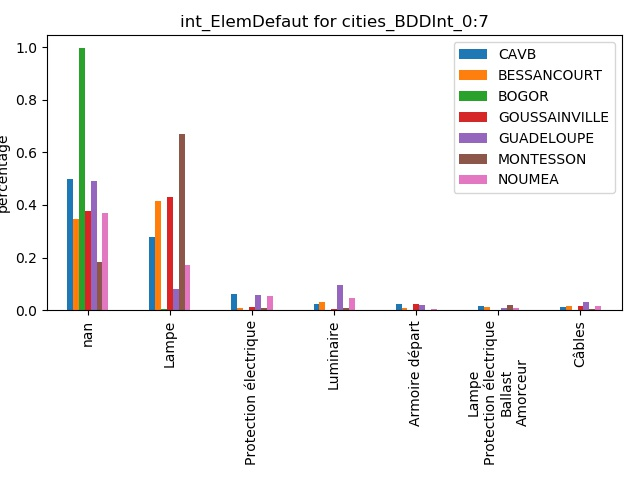 int_ElemDefaut for cities_BDDInt_0:7
percentage
1.0
0.8
0.6
0.4
0.2
0.0
CAVB
BESSANCOURT
BOGOR
GOUSSAINVILLE
GUADELOUPE
MONTESSON
NOUMEA
nan
Lampe
Protection électrique
Luminaire
Armoire départ
Lampe
Protection électrique
Ballast
Amorceur
Câbles